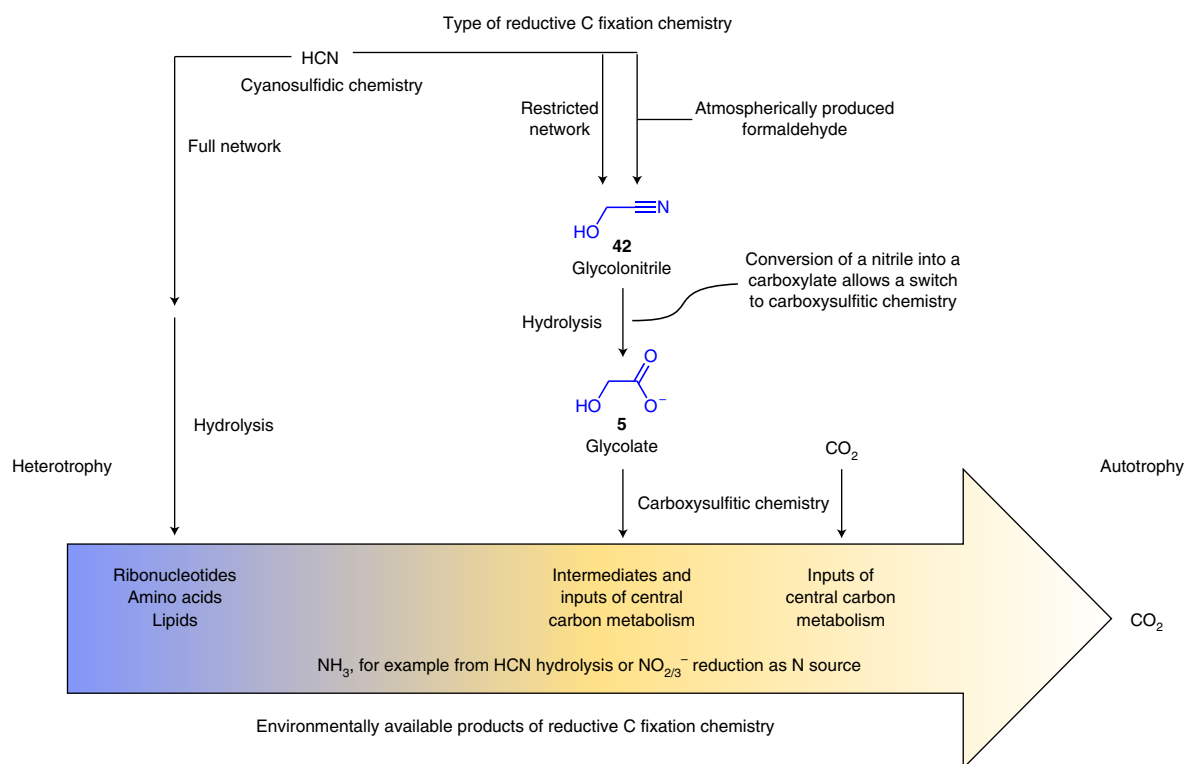 Type of reductive C fixation chemistry
HCN
Cyanosulfidic chemistry
Full network
Restricted
network
Atmospherically produced
formaldehyde
N
HO
42
Glycolonitrile
Conversion of a nitrile into a
carboxylate allows a switch
to carboxysulfitic chemistry
Hydrolysis
O
HO
O⁻
5
Glycolate
Hydrolysis
Heterotrophy
CO₂
Autotrophy
Carboxysulfitic chemistry
Ribonucleotides
Amino acids
Lipids
Intermediates and
inputs of central
carbon metabolism
Inputs of
central carbon
metabolism
CO₂
NH₃, for example from HCN hydrolysis or NO₂/₃⁻ reduction as N source
Environmentally available products of reductive C fixation chemistry